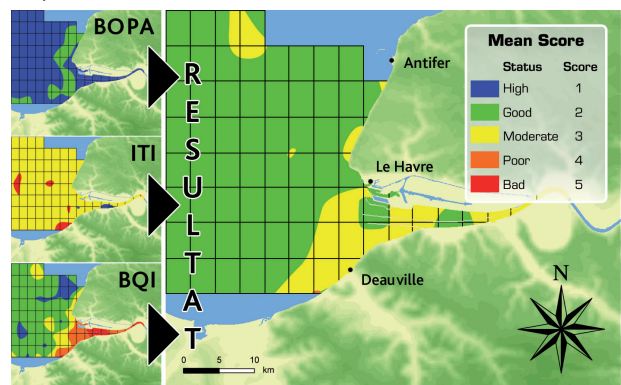 BOPA
ITI
BQI
RESULTAT
Antifer
Le Havre
Deauville
Mean Score
Status Score
High 1
Good 2
Moderate 3
Poor 4
Bad 5
N
0 5 10
km